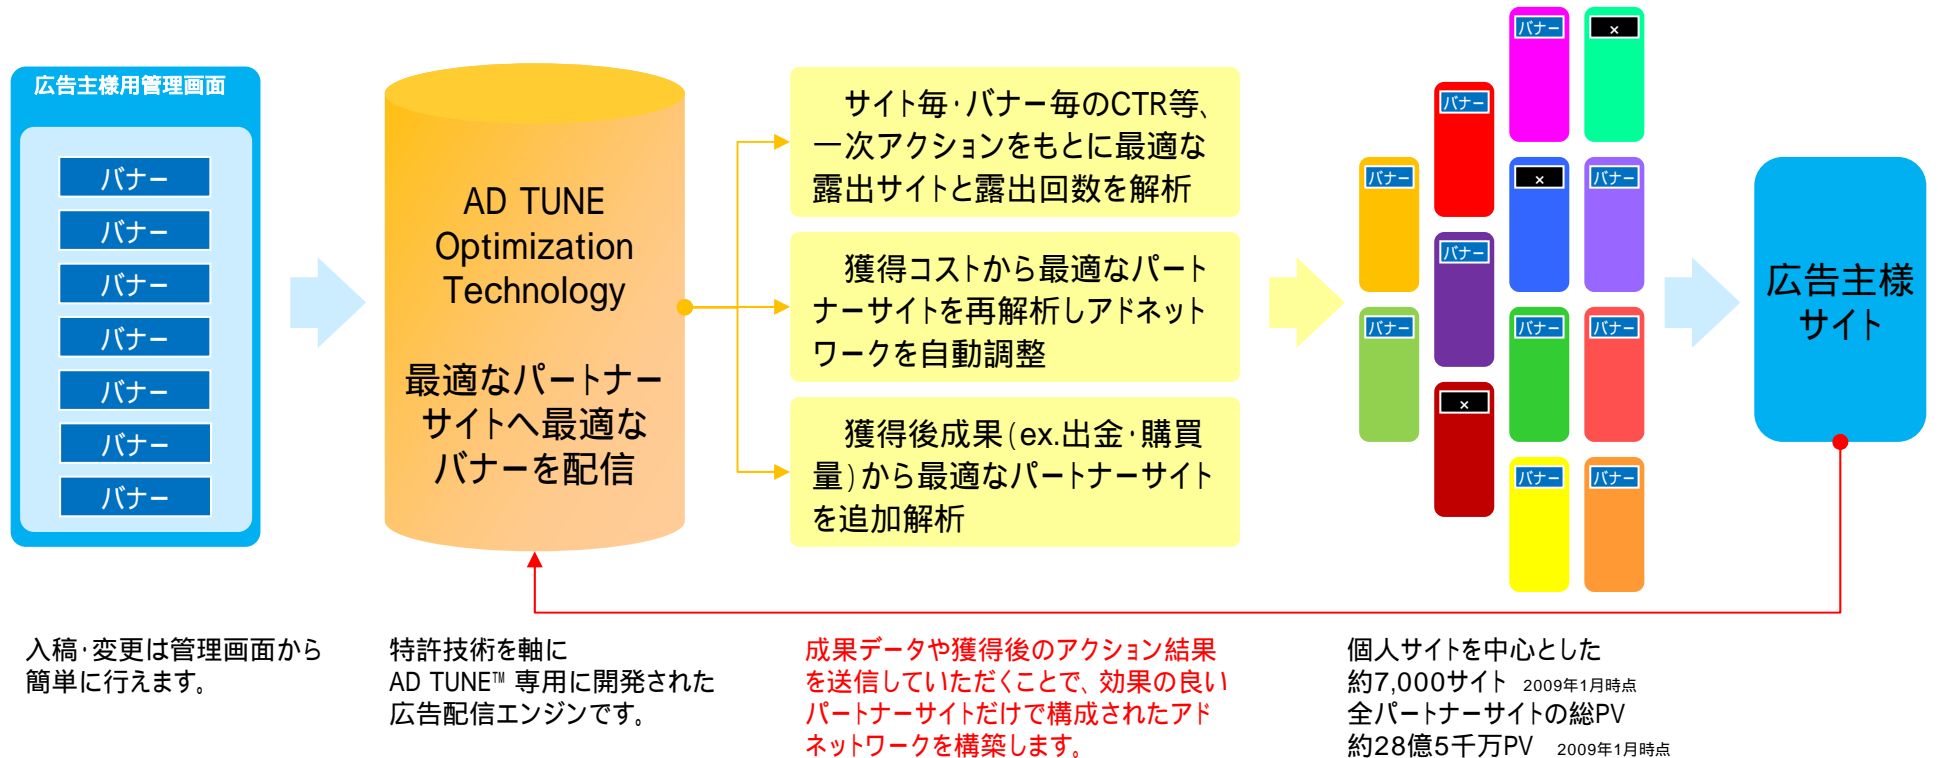 広告主様用管理画面
バナー
バナー
バナー
バナー
バナー
バナー
バナー
AD TUNE
Optimization
Technology
最適なパートナー
サイトへ最適な
バナーを配信
サイト毎・バナー毎のCTR等、
一次アクションをもとに最適な
露出サイトと露出回数を解析
獲得コストから最適なパート
ナーサイトを再解析しアドネット
ワークを自動調整
獲得後成果(ex.出金・購買
量)から最適なパートナーサイト
を追加解析
バナー
×
バナー
バナー
×
バナー
バナー
バナー
バナー
バナー
×
バナー
バナー
広告主様
サイト
入稿・変更は管理画面から
簡単に行えます。
特許技術を軸に
AD TUNE™ 専用に開発された
広告配信エンジンです。
成果データや獲得後のアクション結果
を送信していただくことで、効果の良い
パートナーサイトだけで構成されたアド
ネットワークを構築します。
個人サイトを中心とした
約7,000サイト 2009年1月時点
全パートナーサイトの総PV
約28億5千万PV 2009年1月時点